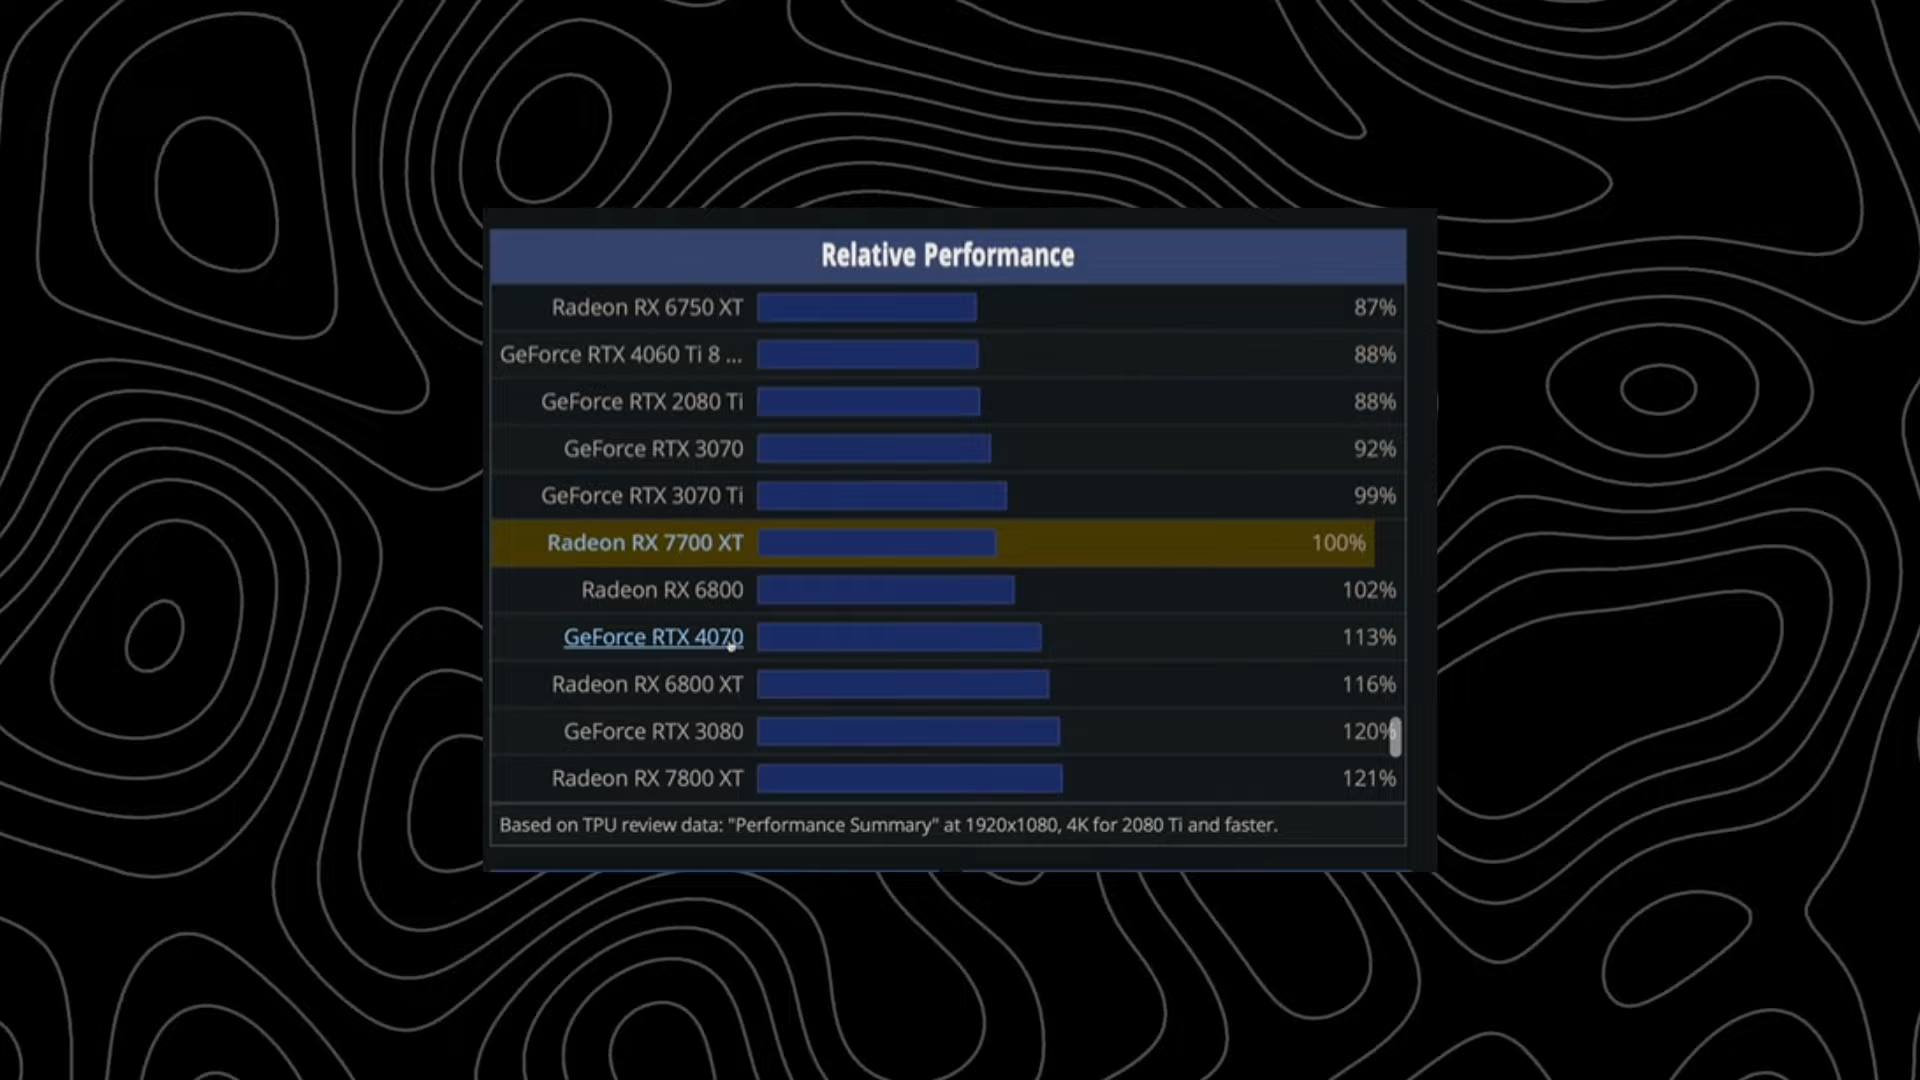 Relative Performance
Radeon RX 6750 XT 87%
GeForce RTX 4060 Ti 8 ... 88%
GeForce RTX 2080 Ti 88%
GeForce RTX 3070 92%
GeForce RTX 3070 Ti 99%
Radeon RX 7700 XT 100%
Radeon RX 6800 102%
GeForce RTX 4070 113%
Radeon RX 6800 XT 116%
GeForce RTX 3080 120%
Radeon RX 7800 XT 121%
Based on TPU review data: "Performance Summary" at 1920x1080, 4K for 2080 Ti and faster.